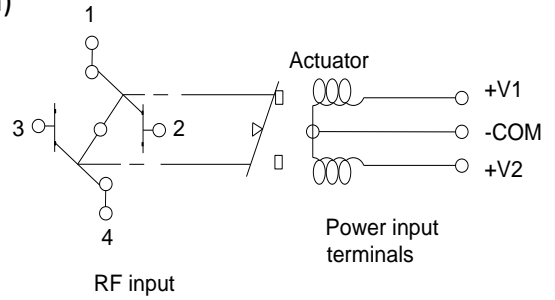 1
Actuator
+V1
3
2
-COM
+V2
4
Power input
terminals
RF input